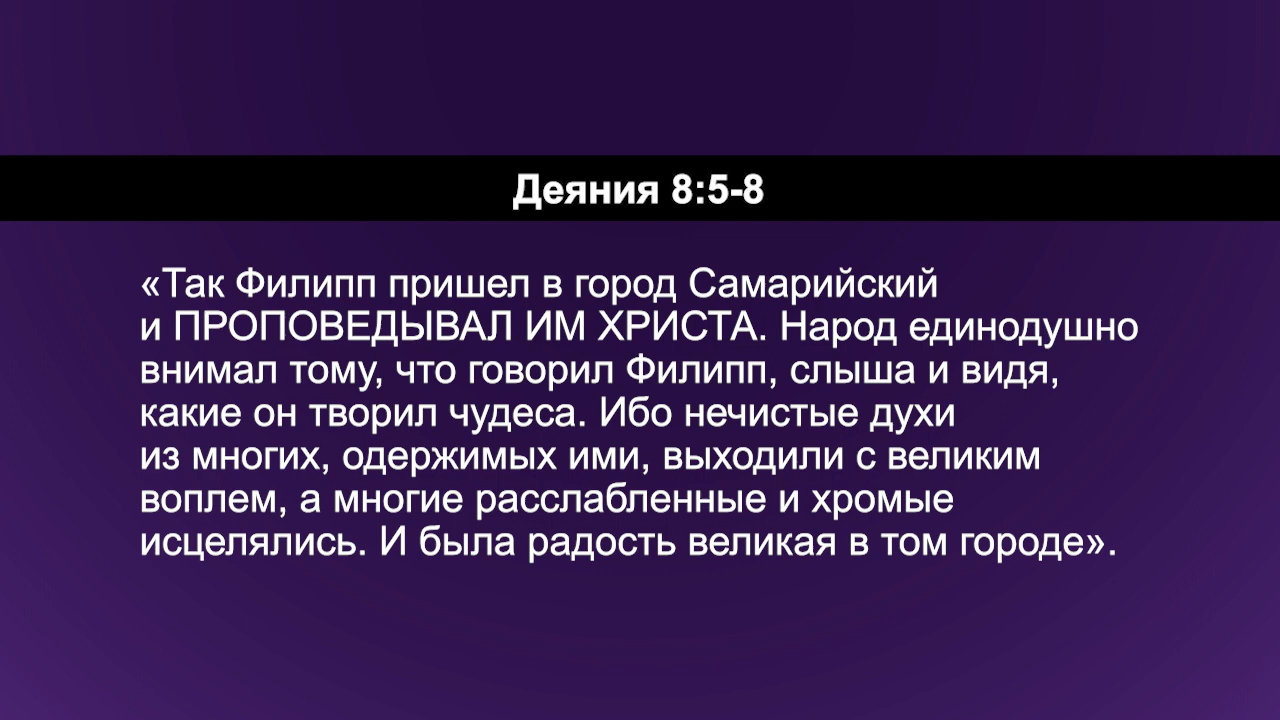 Деяния 8:5-8
«Так Филипп пришел в город Самарийский
и ПРОПОВЕДЫВАЛ ИМ ХРИСТА. Народ единодушно
внимал тому, что говорил Филипп, слыша и видя,
какие он творил чудеса. Ибо нечистые духи
из многих, одержимых ими, выходили с великим
воплем, а многие расслабленные и хромые
исцелялись. И была радость великая в том городе».